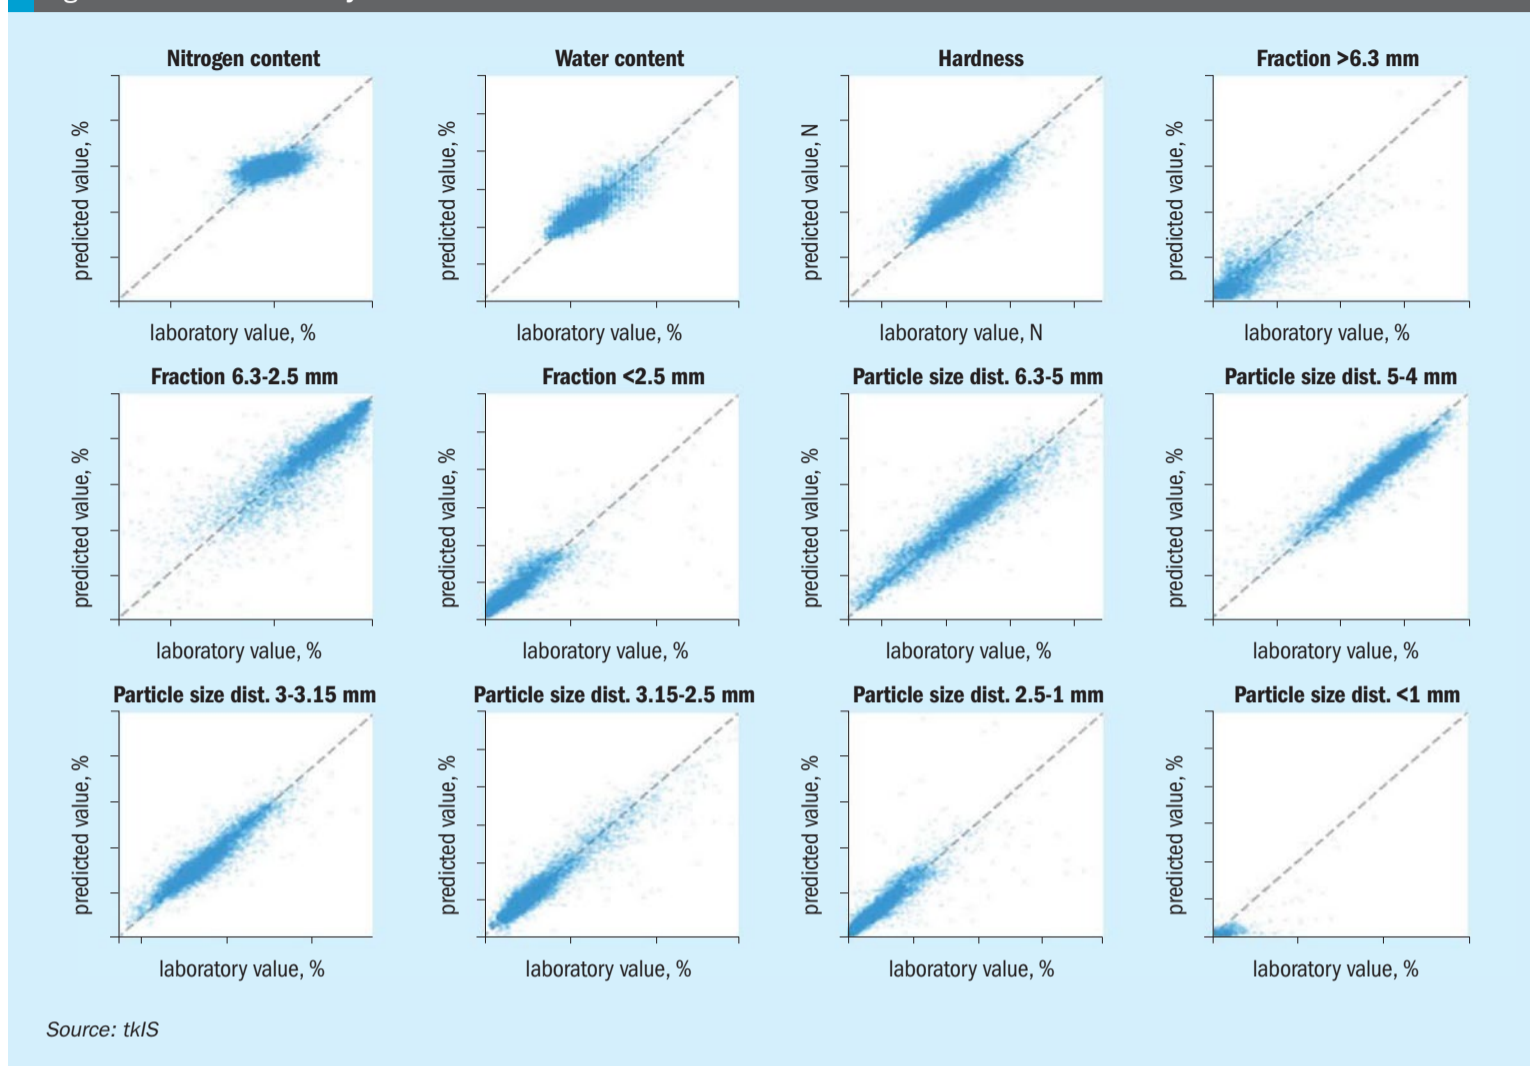 Nitrogen content
Water content
Hardness
Fraction >6.3 mm
predicted value, %
predicted value, %
predicted value, N
predicted value, %
laboratory value, %
laboratory value, %
laboratory value, N
laboratory value, %
Fraction 6.3-2.5 mm
Fraction <2.5 mm
Particle size dist. 6.3-5 mm
Particle size dist. 5-4 mm
predicted value, %
predicted value, %
predicted value, %
predicted value, %
laboratory value, %
laboratory value, %
laboratory value, %
laboratory value, %
Particle size dist. 3-3.15 mm
Particle size dist. 3.15-2.5 mm
Particle size dist. 2.5-1 mm
Particle size dist. <1 mm
predicted value, %
predicted value, %
predicted value, %
predicted value, %
laboratory value, %
laboratory value, %
laboratory value, %
laboratory value, %
Source: tkIS